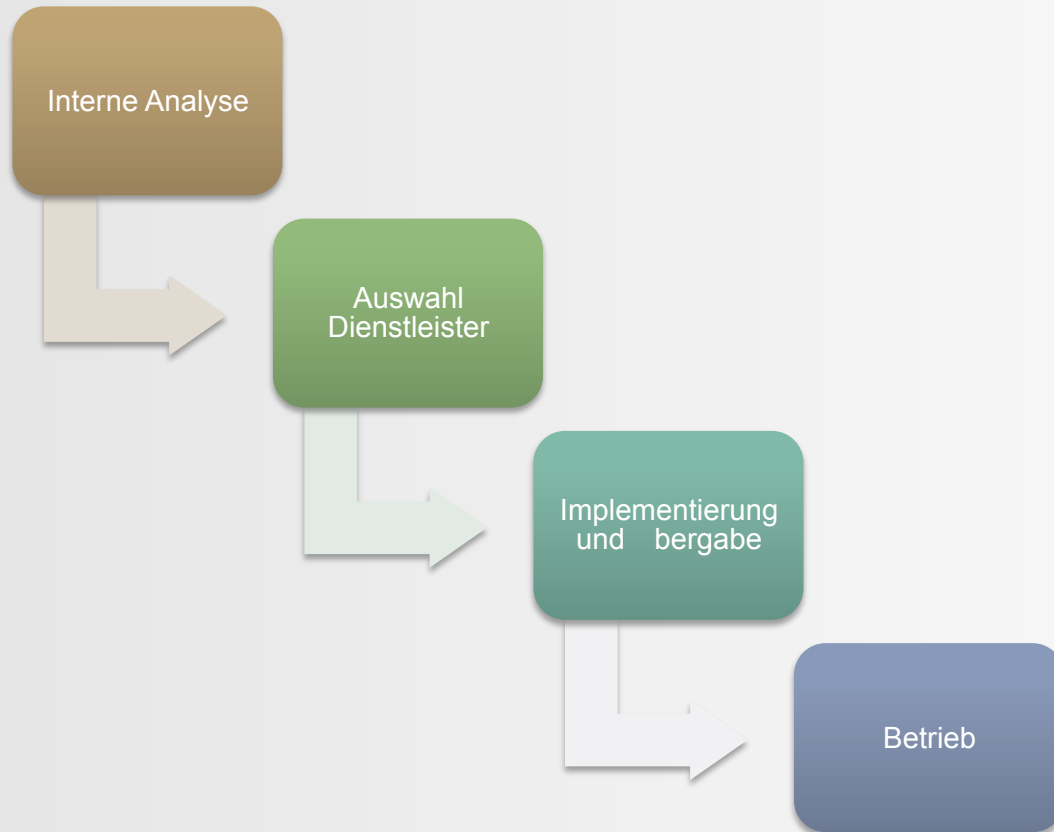 Interne Analyse
Auswahl
Dienstleister
Implementierung
und bergabe
Betrieb